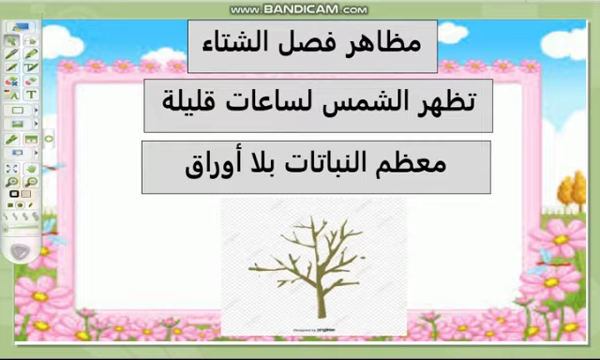 www.BANDICAM.com
مظاهر فصل الشتاء
تظهر الشمس لساعات قليلة
معظم النباتات بلا أوراق